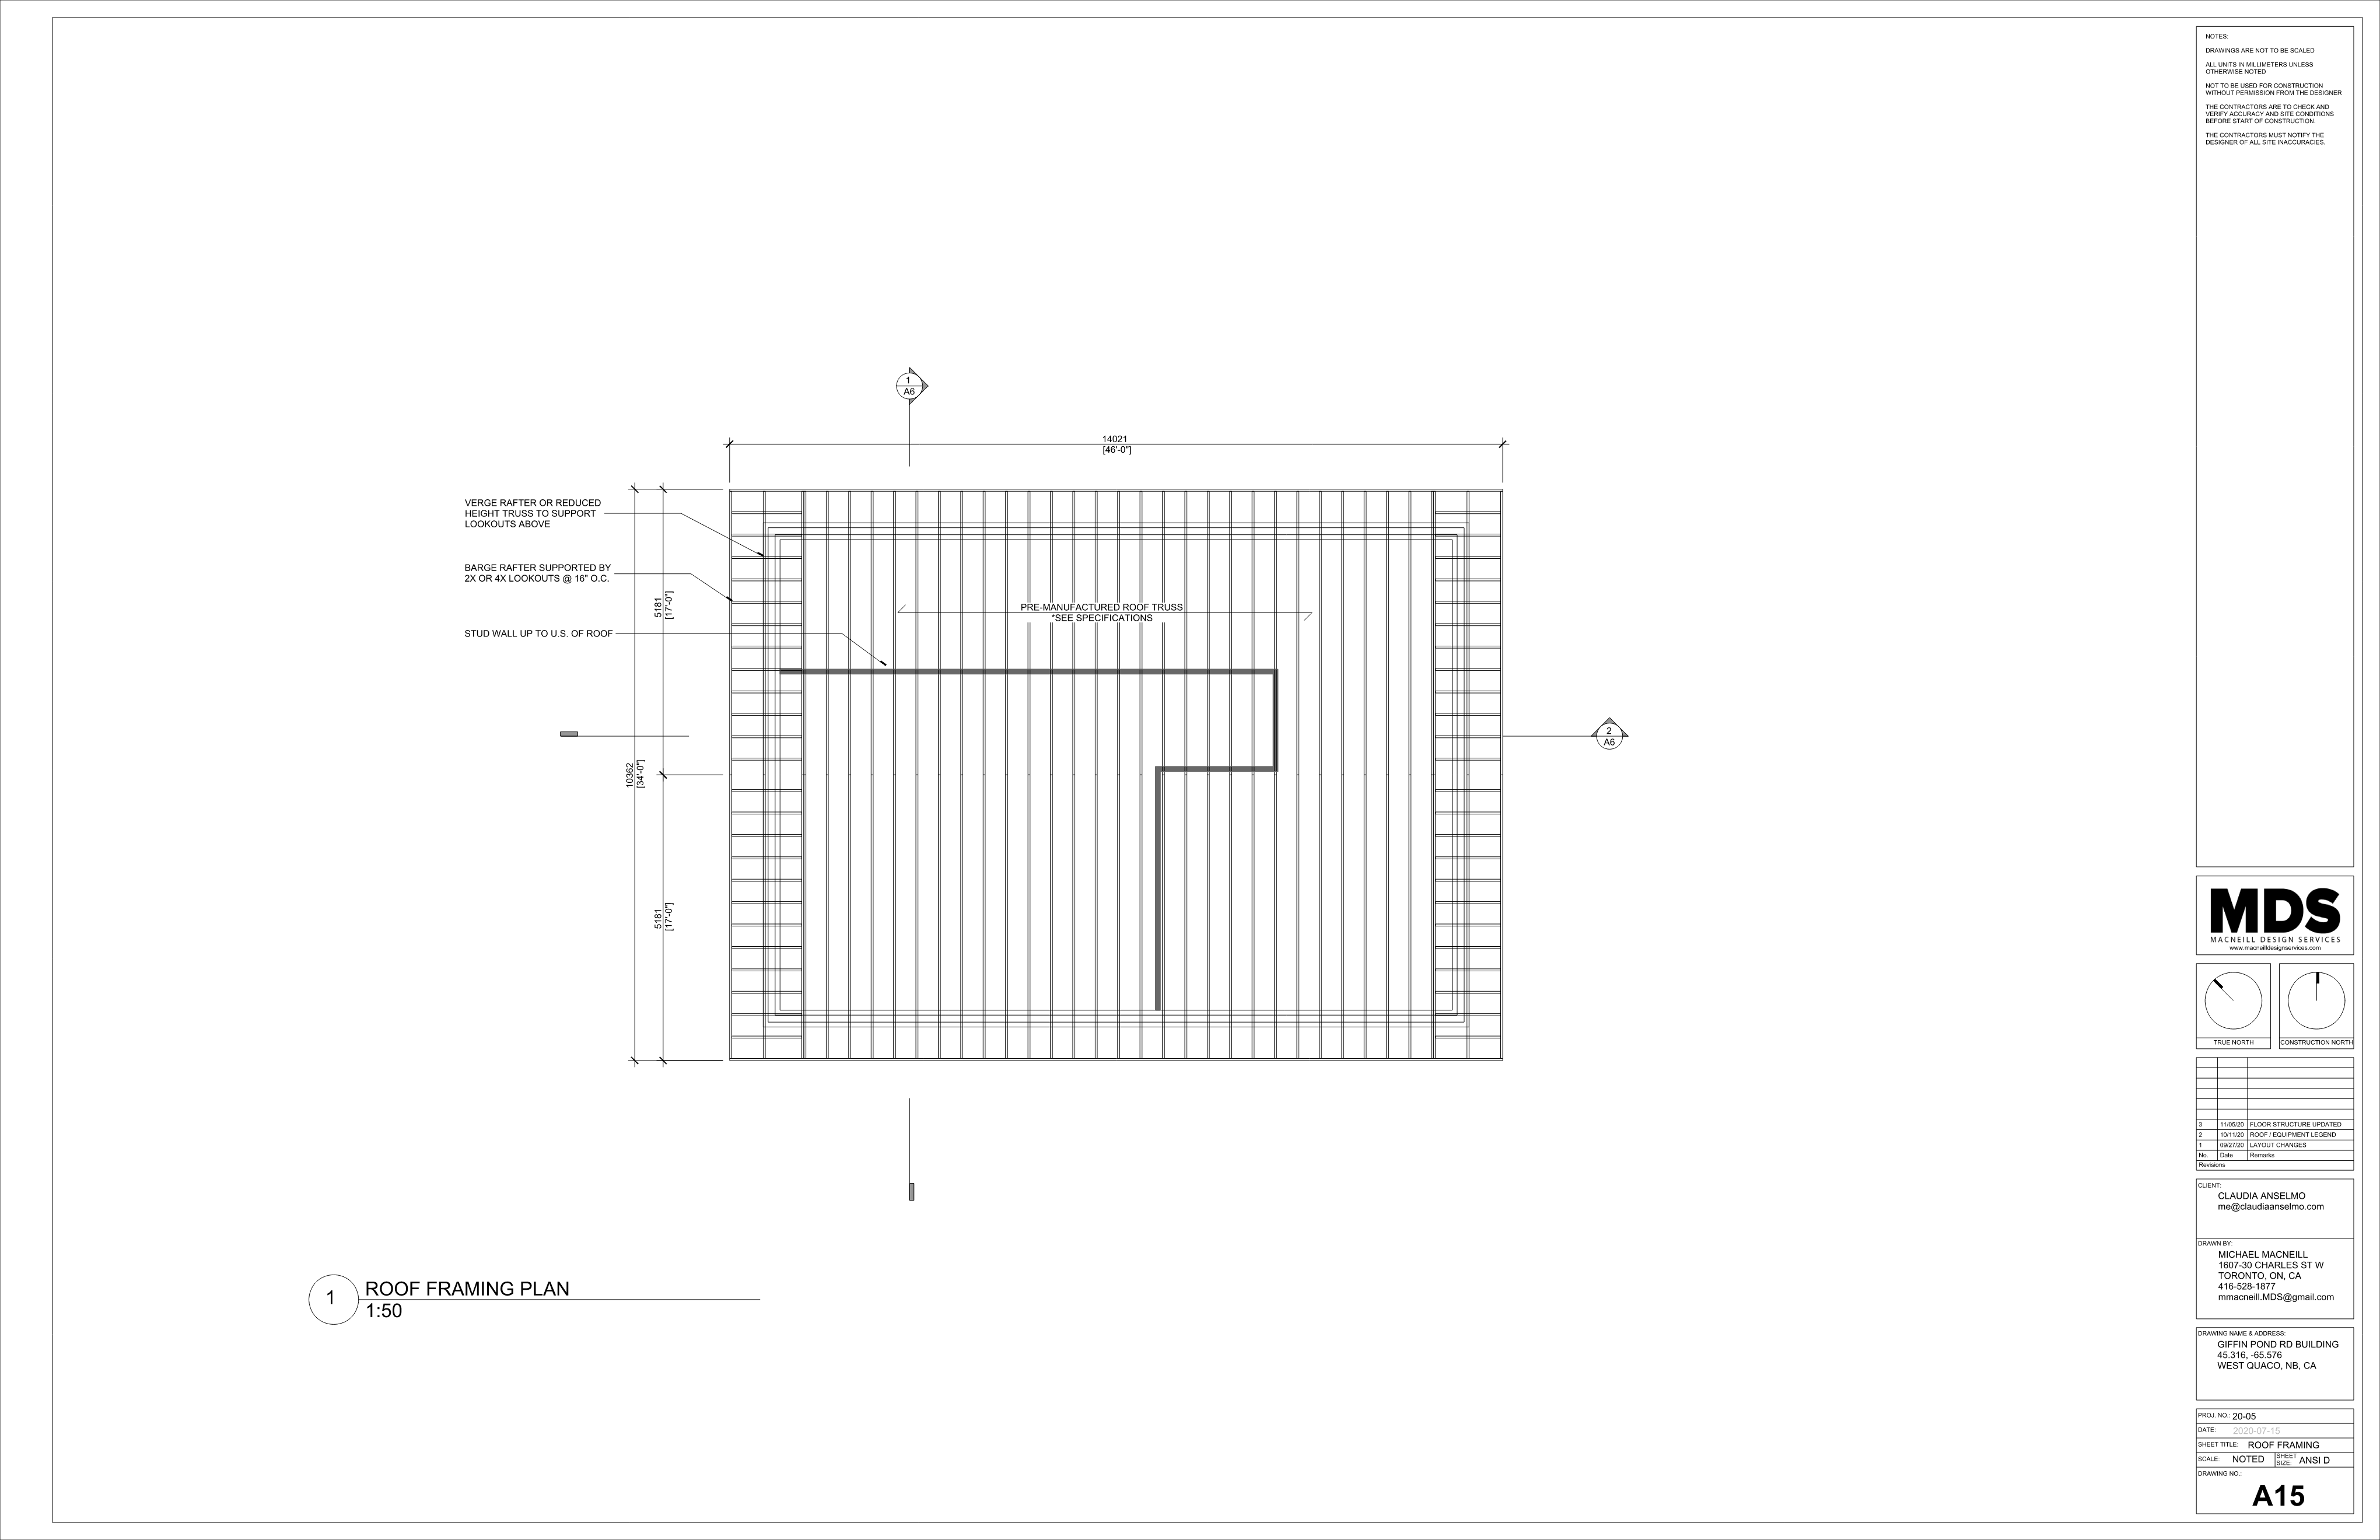 NOTES:
DRAWINGS ARE NOT TO BE SCALED
ALL UNITS IN MILLIMETERS UNLESS
OTHERWISE NOTED
NOT TO BE USED FOR CONSTRUCTION
WITHOUT PERMISSION FROM THE DESIGNER
THE CONTRACTORS ARE TO CHECK AND
VERIFY ACCURACY AND SITE CONDITIONS
BEFORE START OF CONSTRUCTION.
THE CONTRACTORS MUST NOTIFY THE
DESIGNER OF ALL SITE INACCURACIES.
1
A6
14021
[46'-0"]
VERGE RAFTER OR REDUCED
HEIGHT TRUSS TO SUPPORT
LOOKOUTS ABOVE
BARGE RAFTER SUPPORTED BY
2X OR 4X LOOKOUTS @ 16" O.C.
STUD WALL UP TO U.S. OF ROOF
5181
[17'-0"]
PRE-MANUFACTURED ROOF TRUSS
*SEE SPECIFICATIONS
2
A6
10362
[34'-0"]
5181
[17'-0"]
1
ROOF FRAMING PLAN
1:50
MDS
MACNEILL DESIGN SERVICES
www.macneilldesignservices.com
TRUE NORTH
CONSTRUCTION NORTH
3 11/05/20 FLOOR STRUCTURE UPDATED
2 10/11/20 ROOF / EQUIPMENT LEGEND
1 09/27/20 LAYOUT CHANGES
No. Date Remarks
Revisions
CLIENT:
CLAUDIA ANSELMO
me@claudiaanselmo.com
DRAWN BY:
MICHAEL MACNEILL
1607-30 CHARLES ST W
TORONTO, ON, CA
416-528-1877
mmacneill.MDS@gmail.com
DRAWING NAME & ADDRESS:
GIFFIN POND RD BUILDING
45.316, -65.576
WEST QUACO, NB, CA
PROJ. NO.: 20-05
DATE: 2020-07-15
SHEET TITLE: ROOF FRAMING
SCALE: NOTED SHEET SIZE: ANSI D
DRAWING NO.:
A15